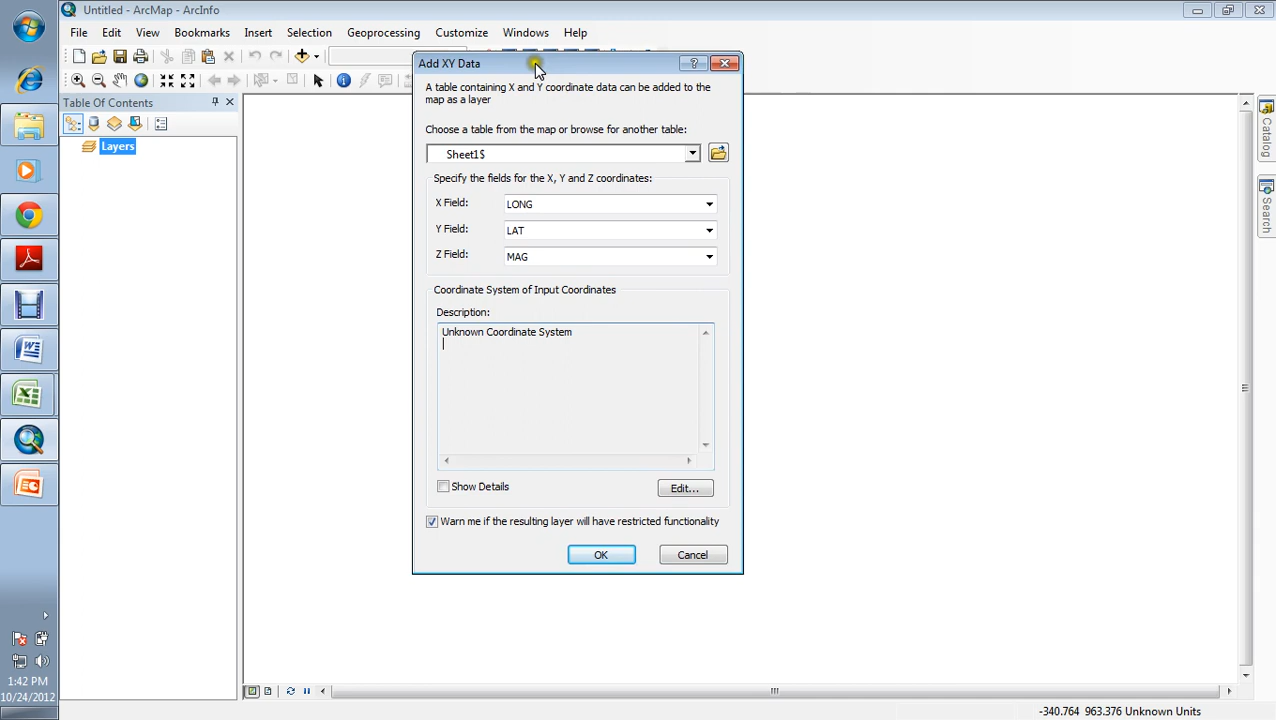 Untitled - ArcMap - ArcInfo
File Edit View Bookmarks Insert Selection Geoprocessing Customize Windows Help
Table Of Contents
Layers
Add XY Data
A table containing X and Y coordinate data can be added to the
map as a layer
Choose a table from the map or browse for another table:
Sheet1$
Specify the fields for the X, Y and Z coordinates:
X Field: LONG
Y Field: LAT
Z Field: MAG
Coordinate System of Input Coordinates
Description:
Unknown Coordinate System
Show Details
Edit...
Warn me if the resulting layer will have restricted functionality
OK
Cancel
Catalog
Search
1:42 PM
10/24/2012
-340.764 963.376 Unknown Units